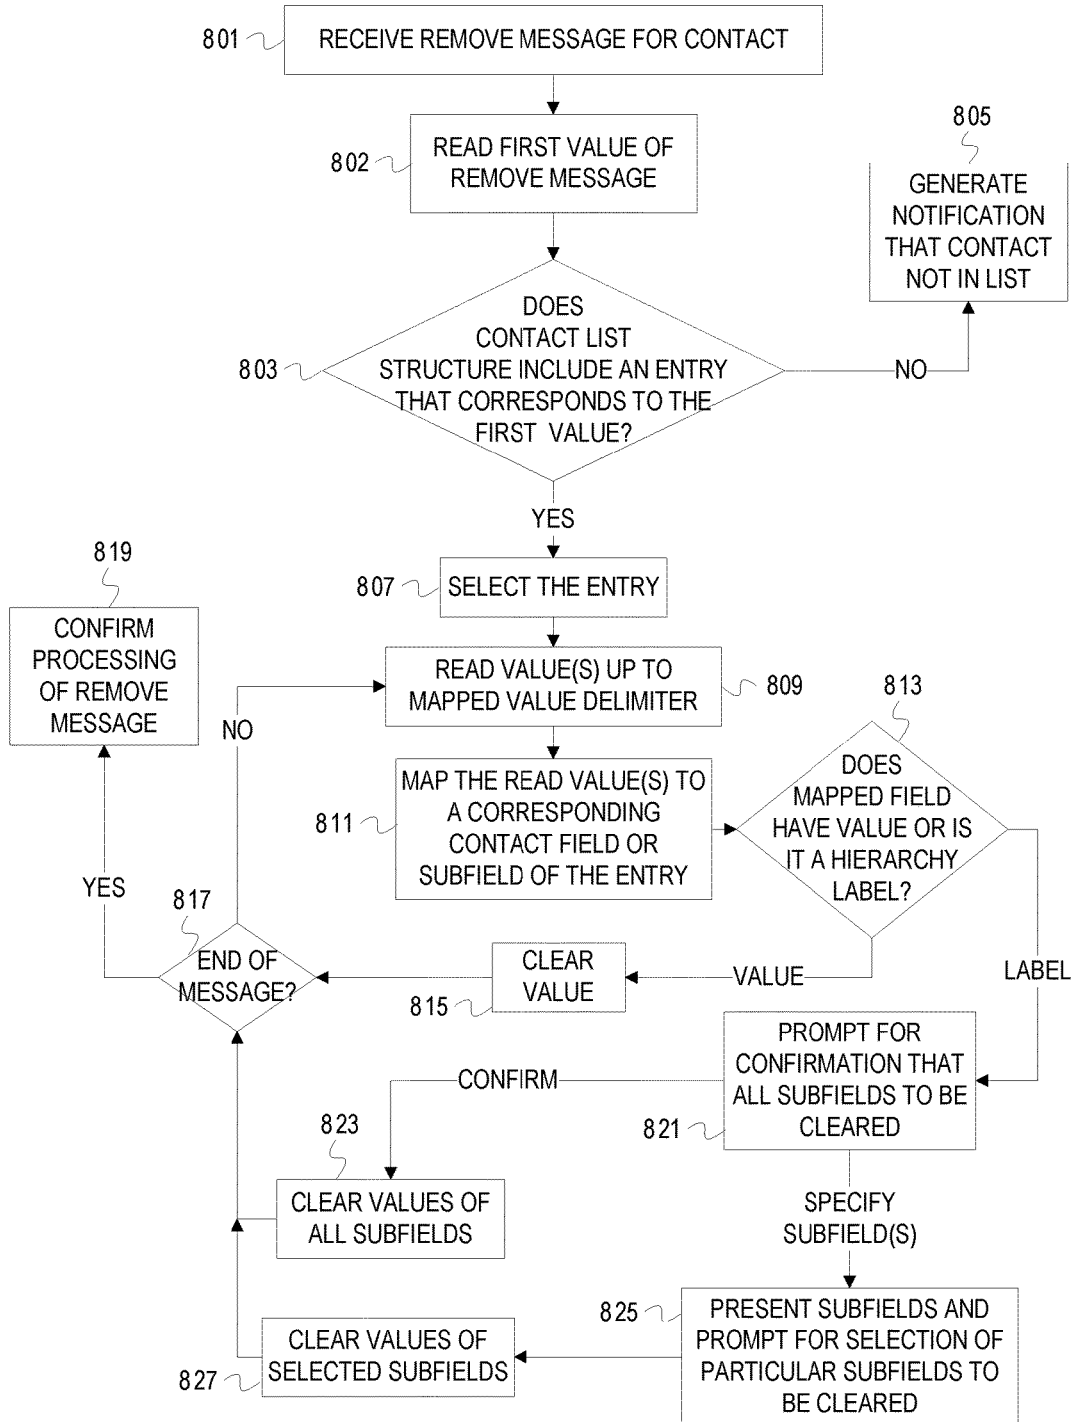 801
RECEIVE REMOVE MESSAGE FOR CONTACT
802
READ FIRST VALUE OF
REMOVE MESSAGE
805
GENERATE
NOTIFICATION
THAT CONTACT
NOT IN LIST
803
DOES
CONTACT LIST
STRUCTURE INCLUDE AN ENTRY
THAT CORRESPONDS TO THE
FIRST VALUE?
NO
YES
807
SELECT THE ENTRY
819
CONFIRM
PROCESSING
OF REMOVE
MESSAGE
READ VALUE(S) UP TO
MAPPED VALUE DELIMITER
809
NO
811
MAP THE READ VALUE(S) TO
A CORRESPONDING
CONTACT FIELD OR
SUBFIELD OF THE ENTRY
813
DOES
MAPPED FIELD
HAVE VALUE OR IS
IT A HIERARCHY
LABEL?
YES
817
END OF
MESSAGE?
CLEAR
VALUE
815
VALUE
LABEL
PROMPT FOR
CONFIRMATION THAT
ALL SUBFIELDS TO BE
CLEARED
821
CONFIRM
823
CLEAR VALUES OF
ALL SUBFIELDS
SPECIFY
SUBFIELD(S)
825
PRESENT SUBFIELDS AND
PROMPT FOR SELECTION OF
PARTICULAR SUBFIELDS TO
BE CLEARED
CLEAR VALUES OF
SELECTED SUBFIELDS
827